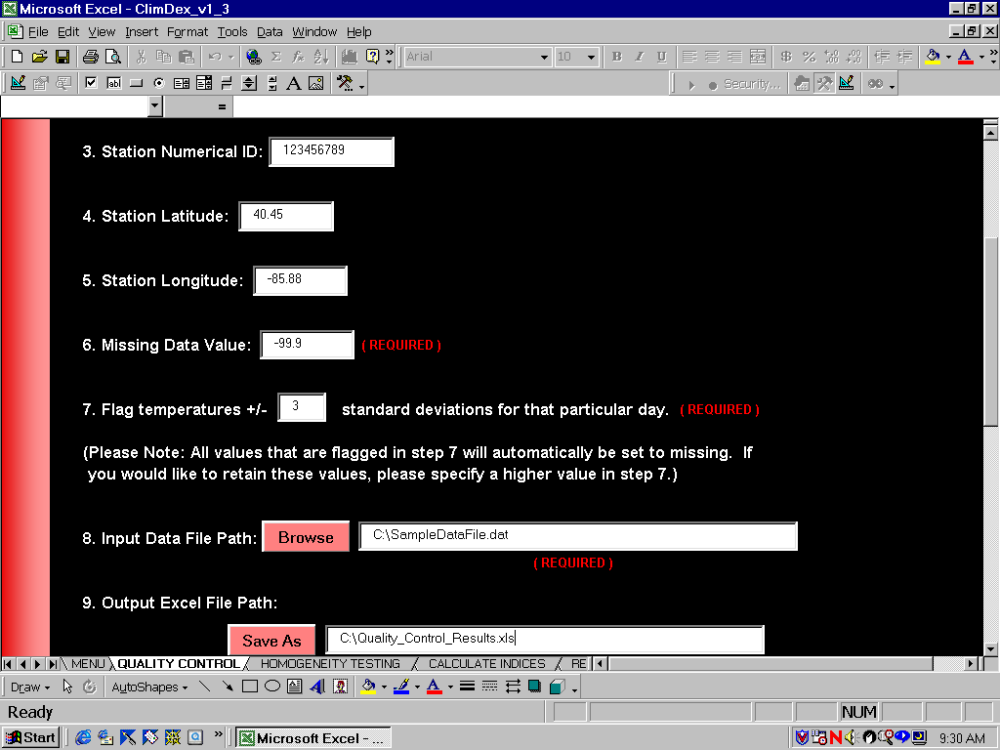 Microsoft Excel - ClimDex_v1_3
File Edit View Insert Format Tools Data Window Help
Arial 10 B I U $ %
Security...
=
3. Station Numerical ID: 123456789
4. Station Latitude: 40.45
5. Station Longitude: -85.88
6. Missing Data Value: -99.9 ( REQUIRED )
7. Flag temperatures +/- 3 standard deviations for that particular day. ( REQUIRED )
(Please Note: All values that are flagged in step 7 will automatically be set to missing. If
you would like to retain these values, please specify a higher value in step 7.)
8. Input Data File Path: Browse C:\SampleDataFile.dat
( REQUIRED )
9. Output Excel File Path:
Save As C:\Quality_Control_Results.xls
MENU QUALITY CONTROL HOMOGENEITY TESTING CALCULATE INDICES RE
Draw AutoShapes
Ready NUM
Start Microsoft Excel - ... 9:30 AM